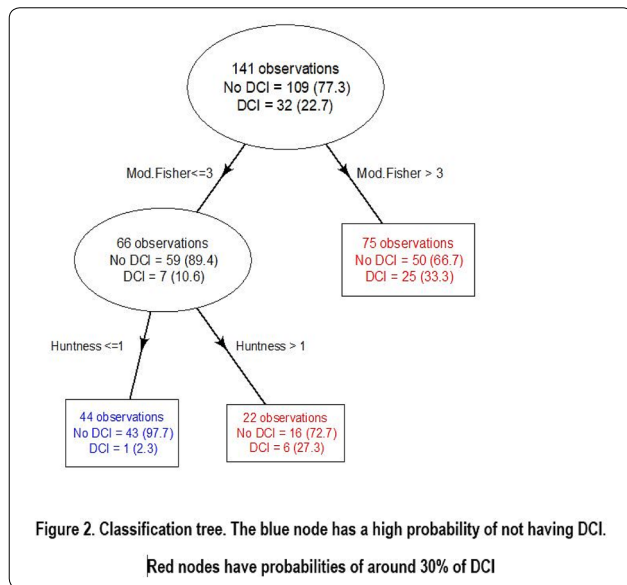 141 observations
No DCI = 109 (77.3)
DCI = 32 (22.7)
Mod.Fisher<=3
Mod.Fisher > 3
66 observations
No DCI = 59 (89.4)
DCI = 7 (10.6)
75 observations
No DCI = 50 (66.7)
DCI = 25 (33.3)
Huntness <=1
Huntness > 1
44 observations
No DCI = 43 (97.7)
DCI = 1 (2.3)
22 observations
No DCI = 16 (72.7)
DCI = 6 (27.3)
Figure 2. Classification tree. The blue node has a high probability of not having DCI.
Red nodes have probabilities of around 30% of DCI